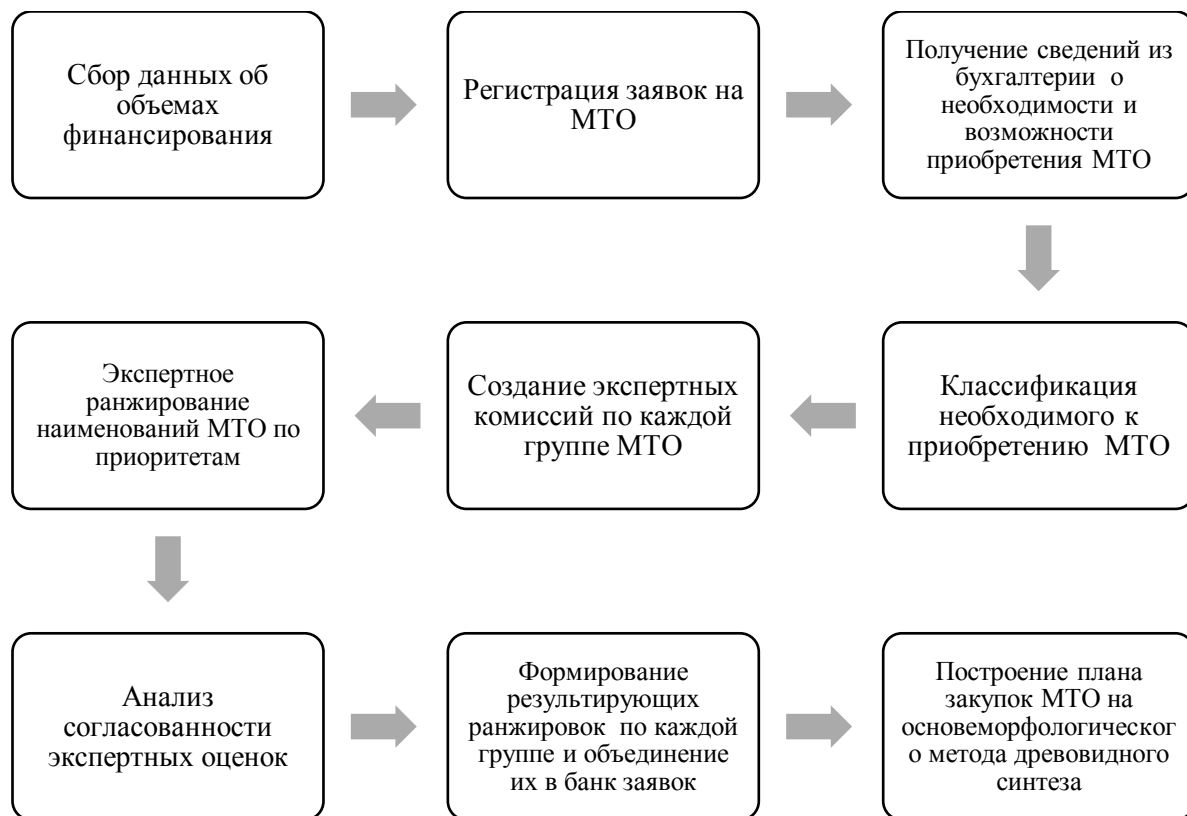 Сбор данных об
объемах
финансирования
Регистрация заявок на
МТО
Получение сведений из
бухгалтерии о
необходимости и
возможности
приобретения МТО
Классификация
необходимого к
приобретению МТО
Создание экспертных
комиссий по каждой
группе МТО
Экспертное
ранжирование
наименований МТО по
приоритетам
Анализ
согласованности
экспертных оценок
Формирование
результирующих
ранжировок по каждой
группе и объединение
их в банк заявок
Построение плана
закупок МТО на
основеморфологическог
о метода древовидного
синтеза